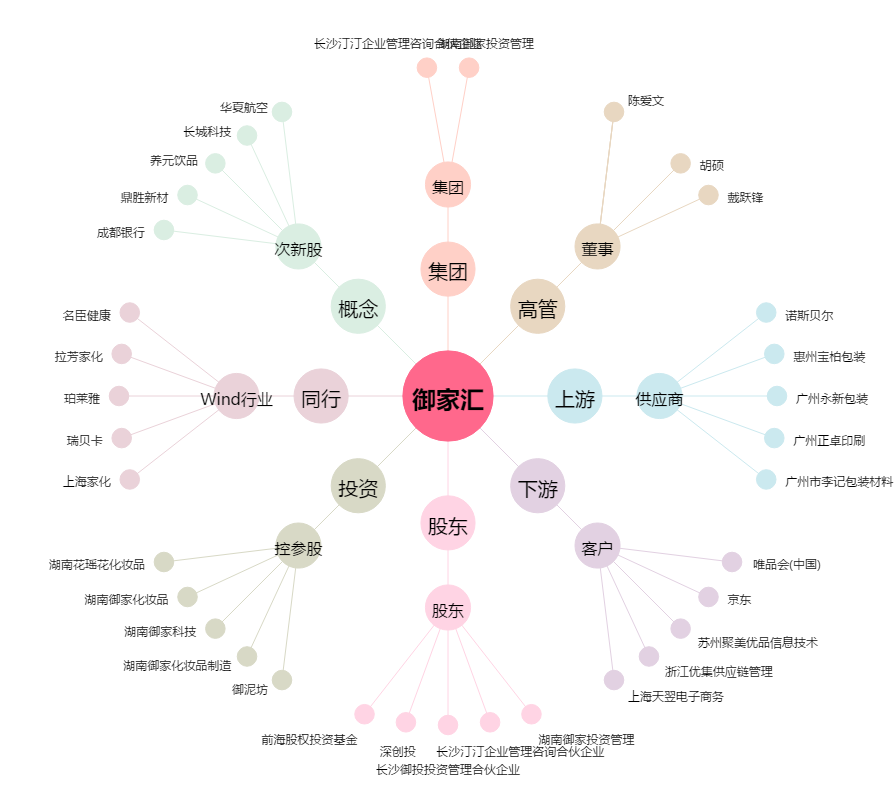 长沙汀汀企业管理咨询合伙企业
湖南御家投资管理
陈爱文
华夏航空
长城科技
养元饮品
胡硕
集团
鼎胜新材
戴跃锋
成都银行
次新股
董事
集团
概念
高管
名臣健康
诺斯贝尔
拉芳家化
惠州宝柏包装
珀莱雅
Wind行业
同行
御家汇
上游
供应商
广州永新包装
瑞贝卡
广州正卓印刷
上海家化
广州市李记包装材料
投资
下游
股东
控参股
客户
湖南花瑶花化妆品
唯品会(中国)
湖南御家化妆品
京东
股东
湖南御家科技
苏州聚美优品信息技术
湖南御家化妆品制造
浙江优集供应链管理
御泥坊
上海天翌电子商务
前海股权投资基金
湖南御家投资管理
深创投
长沙汀汀企业管理咨询合伙企业
长沙御投投资管理合伙企业